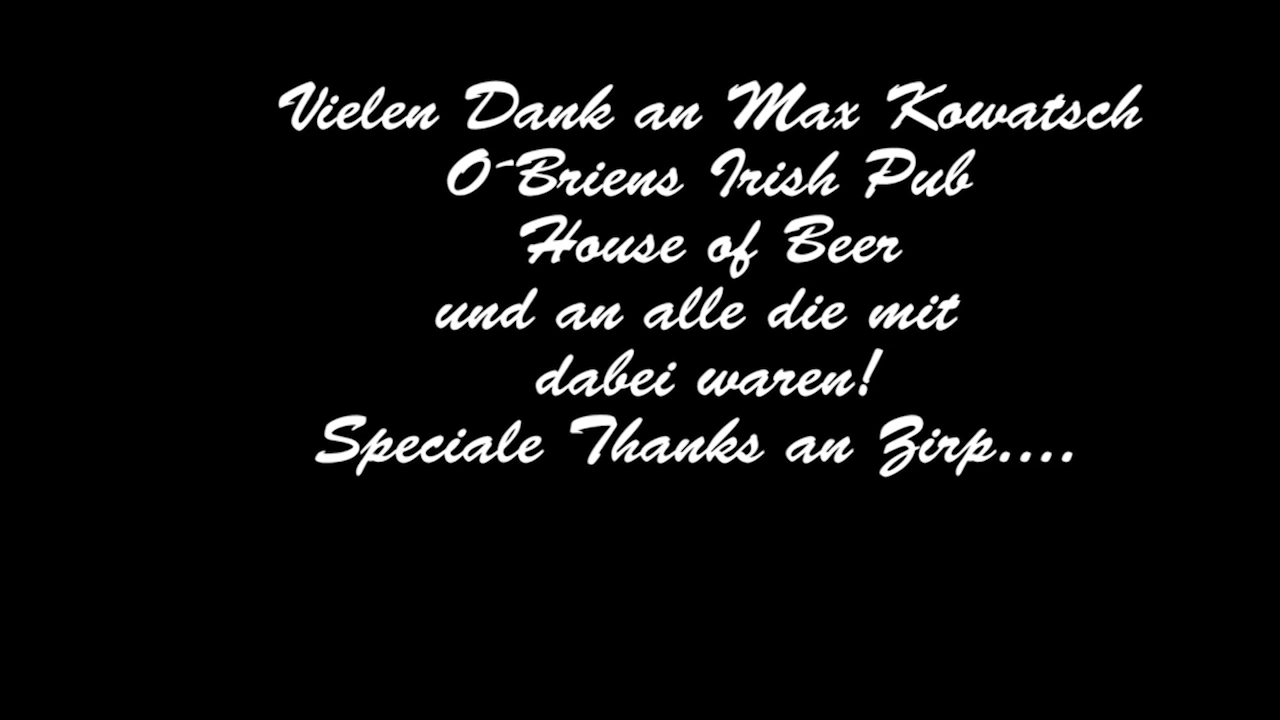 Vielen Dank an Max Kowatsch
O´Briens Irish Pub
House of Beer
und an alle die mit
dabei waren!
Speciale Thanks an Zirp....